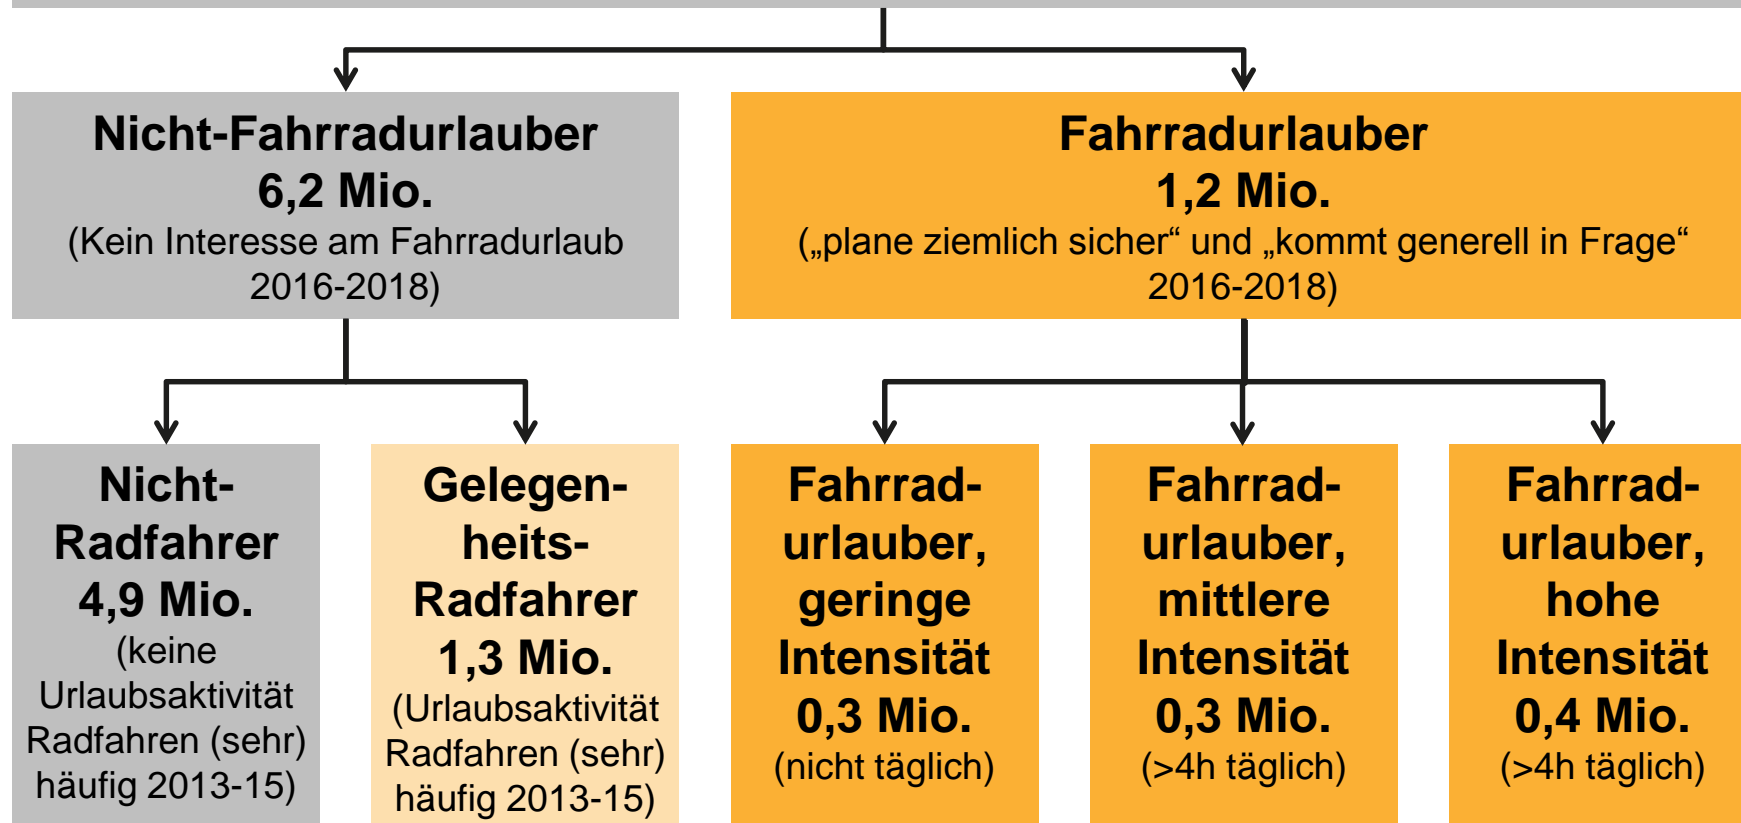 Nicht-Fahrradurlauber
6,2 Mio.
(Kein Interesse am Fahrradurlaub
2016-2018)
Fahrradurlauber
1,2 Mio.
(„plane ziemlich sicher“ und „kommt generell in Frage“
2016-2018)
Nicht-
Radfahrer
4,9 Mio.
(keine
Urlaubsaktivität
Radfahren (sehr)
häufig 2013-15)
Gelegen-
heits-
Radfahrer
1,3 Mio.
(Urlaubsaktivität
Radfahren (sehr)
häufig 2013-15)
Fahrrad-
urlauber,
geringe
Intensität
0,3 Mio.
(nicht täglich)
Fahrrad-
urlauber,
mittlere
Intensität
0,3 Mio.
(>4h täglich)
Fahrrad-
urlauber,
hohe
Intensität
0,4 Mio.
(>4h täglich)